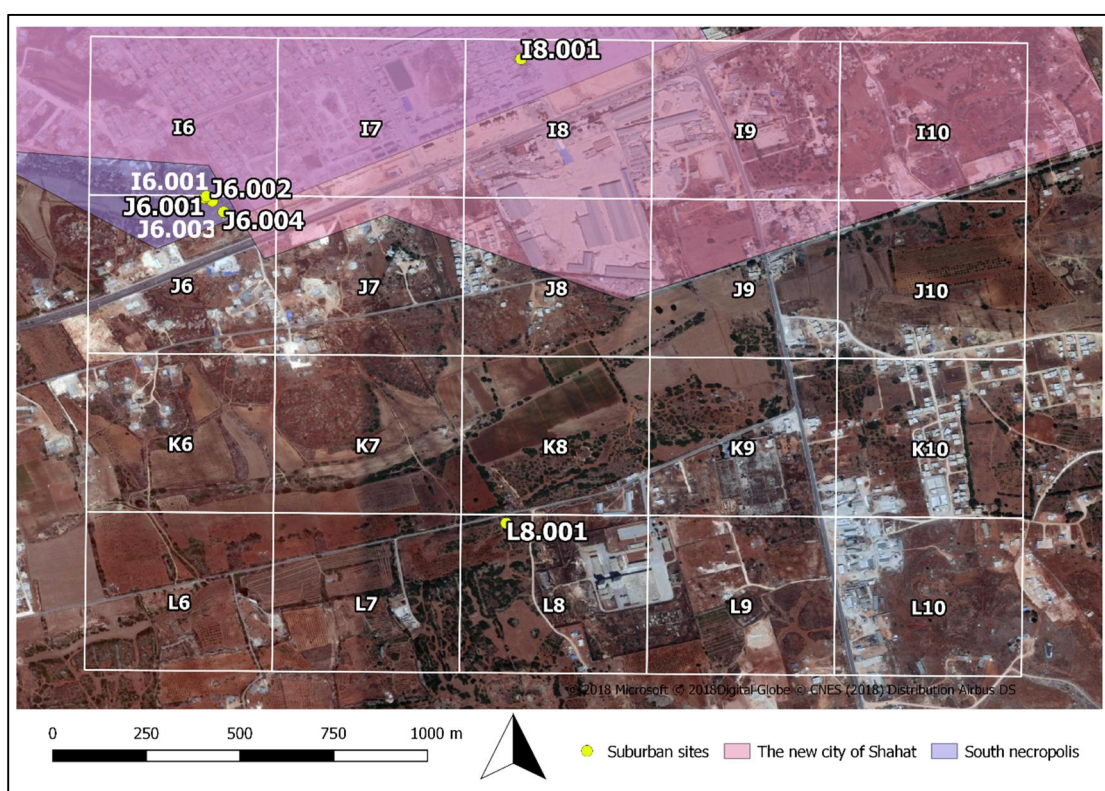 I8.001
I6
I7
I8
I9
I10
I6.001
J6.002
J6.001
J6.004
J6.003
J6
J7
J8
J9
J10
K6
K7
K8
K9
K10
L8.001
L6
L7
L8
L9
L10
© 2018 Microsoft © 2018Digital Globe © CNES (2018) Distribution Airbus DS
0 250 500 750 1000 m
Suburban sites The new city of Shahat South necropolis